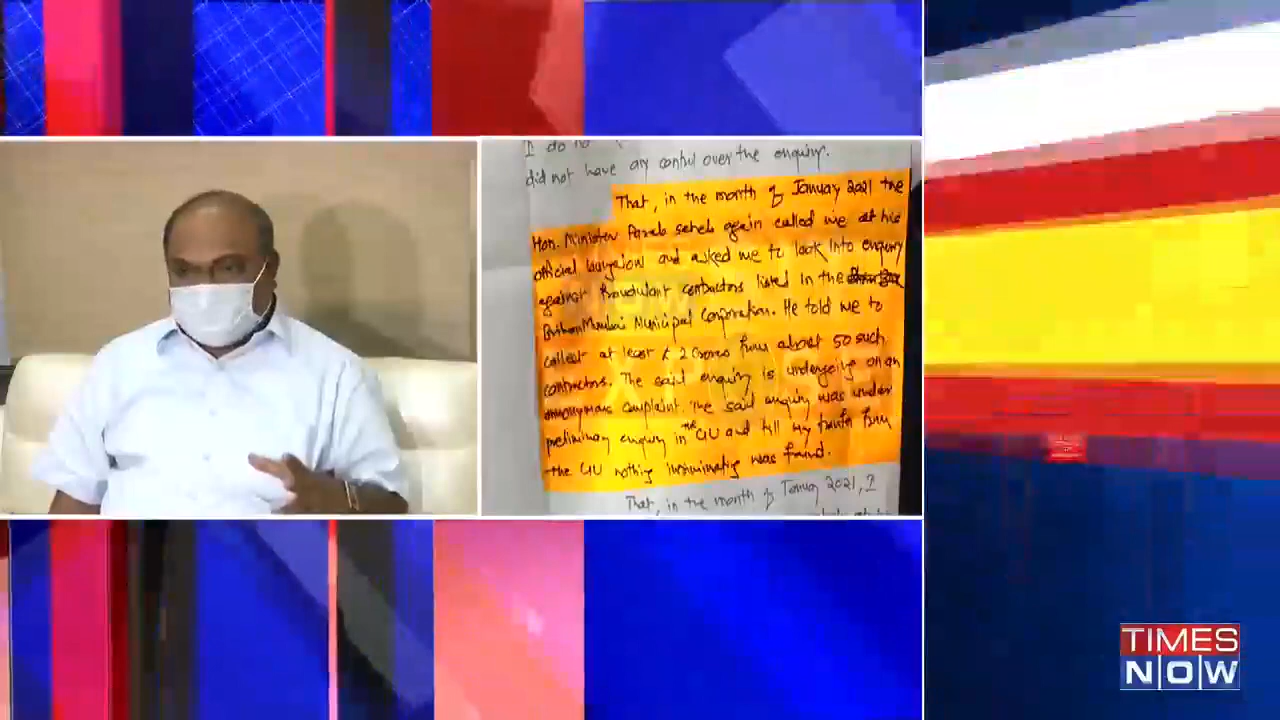 I do no
did not have any control over the enquiry.
That, in the month of January 2021 the
Hon. Minister Parab saheb again called me at his
official bungalow and asked me to look into enquiry
against fraudulant contractors listed in the
BrihanMumbai Municipal Corporation. He told me to
collect at least ₹ 2 Crores from about 50 such
contractors. The said enquiry is undergoing on an
annonymous complaint. The said enquiry was under
preliminary enquiry in the CIU and till my transfer from
the CIU nothing incriminating was found.
That, in the month of January 2021, I
TIMES
NOW